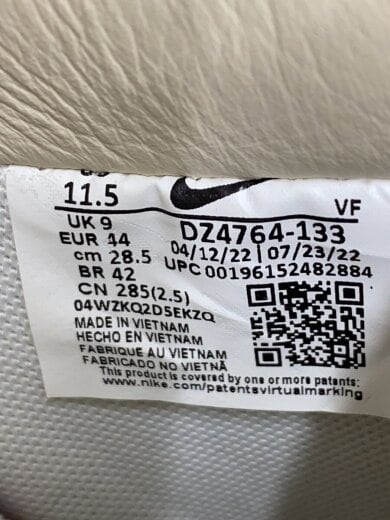 11.5
VF
UK 9
DZ4764-133
EUR 44
04/12/22 | 07/23/22
cm 28.5
UPC 00196152482884
BR 42
CN 285(2.5)
04WZKQ2D5EKZQ
MADE IN VIETNAM
HECHO EN VIETNAM
FABRIQUE AU VIETNAM
FABRICADO NO VIETNÃ
This product is covered by one or more patents:
www.nike.com/patentsvirtualmarking